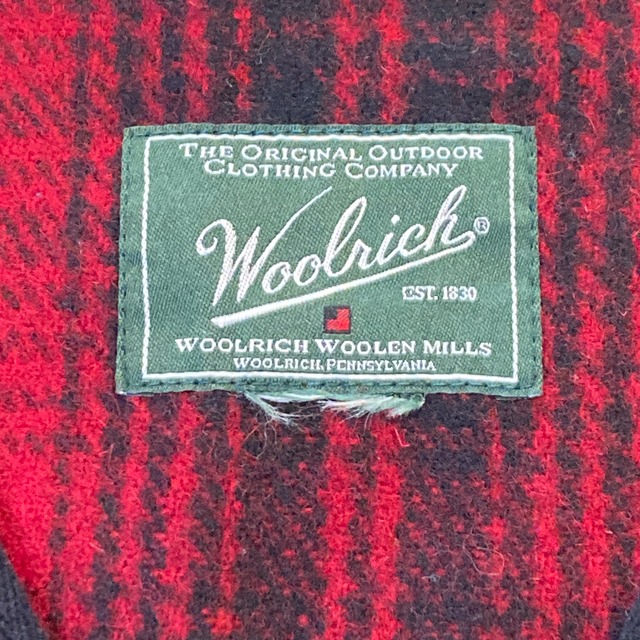 THE ORIGINAL OUTDOOR
CLOTHING COMPANY
Woolrich®
EST. 1830
WOOLRICH WOOLEN MILLS
WOOLRICH, PENNSYLVANIA